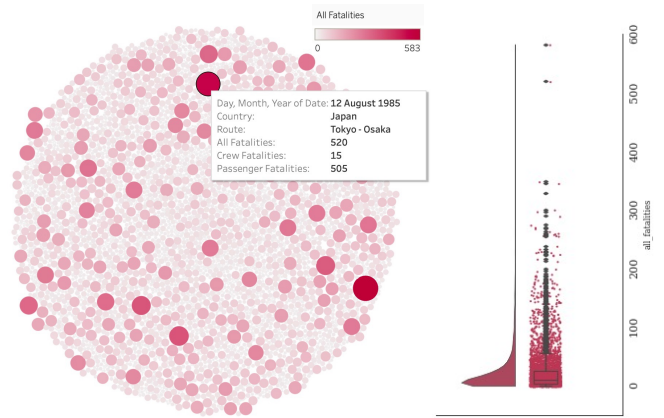 All Fatalities
0 583
Day, Month, Year of Date: 12 August 1985
Country: Japan
Route: Tokyo - Osaka
All Fatalities: 520
Crew Fatalities: 15
Passenger Fatalities: 505
600
500
400
300
200
100
0
all_fatalities